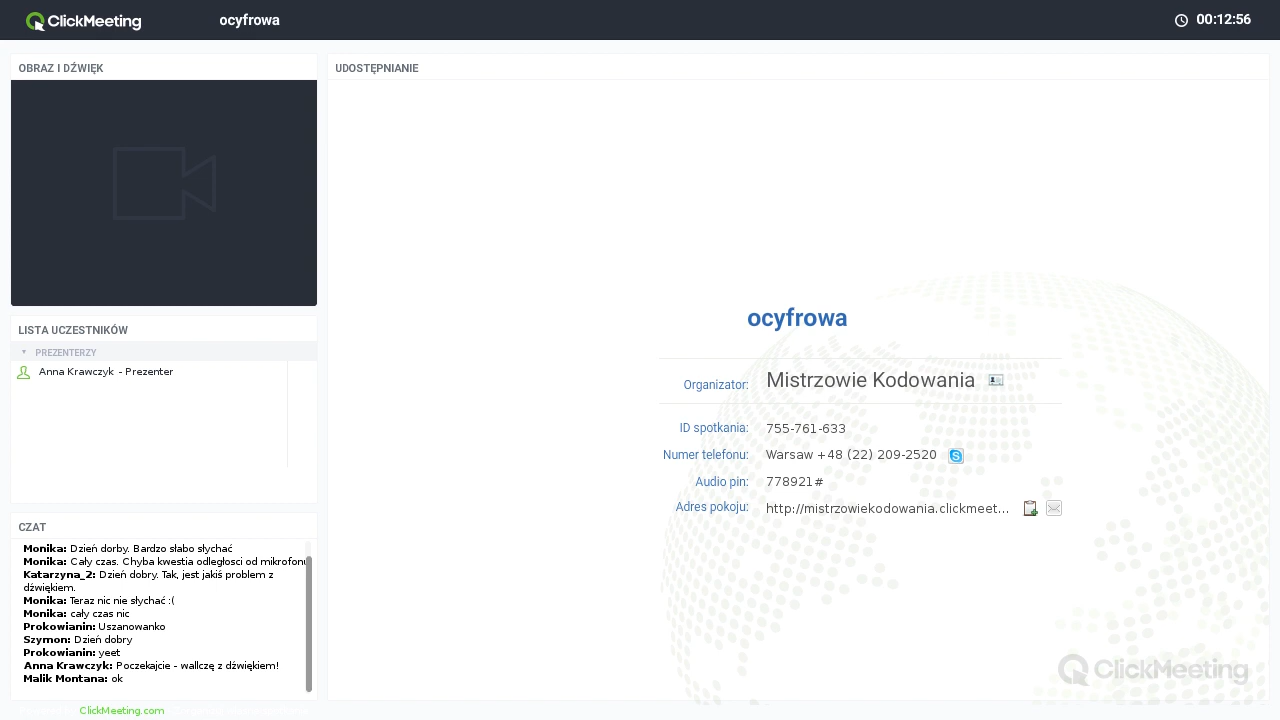 ClickMeeting
ocyfrowa
00:12:56
OBRAZ I DŹWIĘK
UDOSTĘPNIANIE
LISTA UCZESTNIKÓW
PREZENTERZY
Anna Krawczyk - Prezenter
ocyfrowa
Organizator: Mistrzowie Kodowania
ID spotkania: 755-761-633
Numer telefonu: Warsaw +48 (22) 209-2520
Audio pin: 778921#
Adres pokoju: http://mistrzowiekodowania.clickmeet...
CZAT
Monika: Dzień dorby. Bardzo słabo słychać
Monika: Cały czas. Chyba kwestia odległosci od mikrofonu
Katarzyna_2: Dzień dobry. Tak, jest jakiś problem z
dźwiękiem.
Monika: Teraz nic nie słychać :(
Monika: cały czas nic
Prokowianin: Uszanowanko
Szymon: Dzień dobry
Prokowianin: yeet
Anna Krawczyk: Poczekajcie - wallczę z dźwiękiem!
Malik Montana: ok
ClickMeeting
ClickMeeting.com